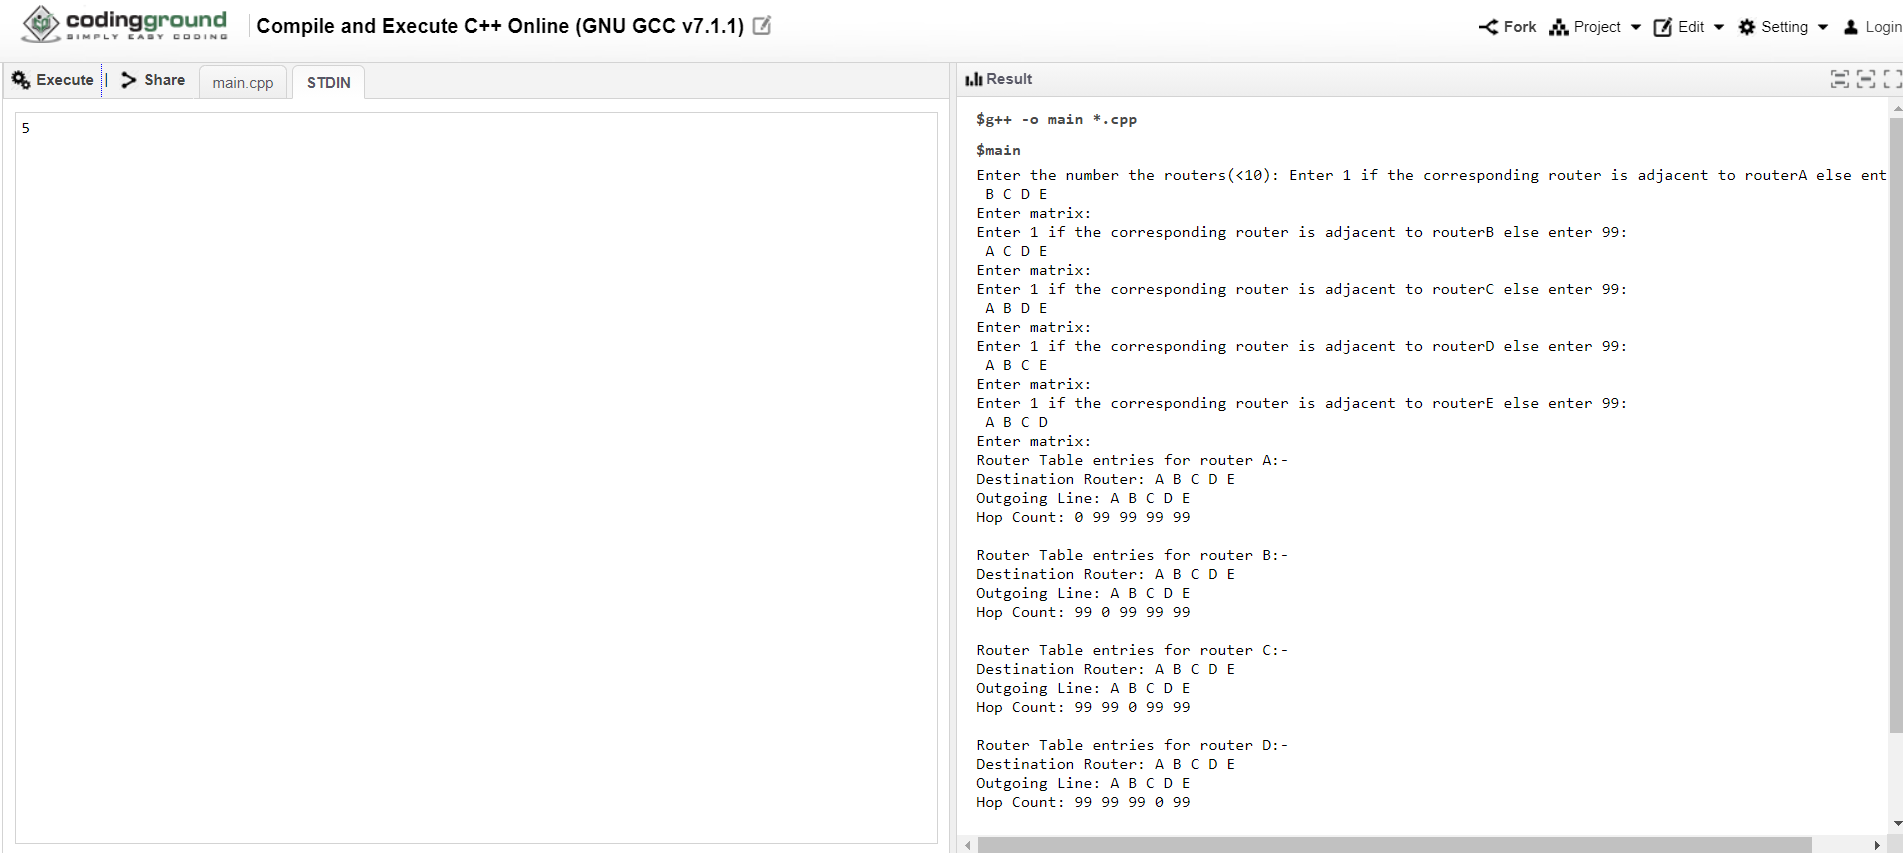 codingground
SIMPLY EASY CODING
Compile and Execute C++ Online (GNU GCC v7.1.1)
Fork Project Edit Setting Login
Execute | Share main.cpp STDIN
5
Result
$g++ -o main *.cpp
$main
Enter the number the routers(<10): Enter 1 if the corresponding router is adjacent to routerA else ent
B C D E
Enter matrix:
Enter 1 if the corresponding router is adjacent to routerB else enter 99:
A C D E
Enter matrix:
Enter 1 if the corresponding router is adjacent to routerC else enter 99:
A B D E
Enter matrix:
Enter 1 if the corresponding router is adjacent to routerD else enter 99:
A B C E
Enter matrix:
Enter 1 if the corresponding router is adjacent to routerE else enter 99:
A B C D
Enter matrix:
Router Table entries for router A:-
Destination Router: A B C D E
Outgoing Line: A B C D E
Hop Count: 0 99 99 99 99
Router Table entries for router B:-
Destination Router: A B C D E
Outgoing Line: A B C D E
Hop Count: 99 0 99 99 99
Router Table entries for router C:-
Destination Router: A B C D E
Outgoing Line: A B C D E
Hop Count: 99 99 0 99 99
Router Table entries for router D:-
Destination Router: A B C D E
Outgoing Line: A B C D E
Hop Count: 99 99 99 0 99